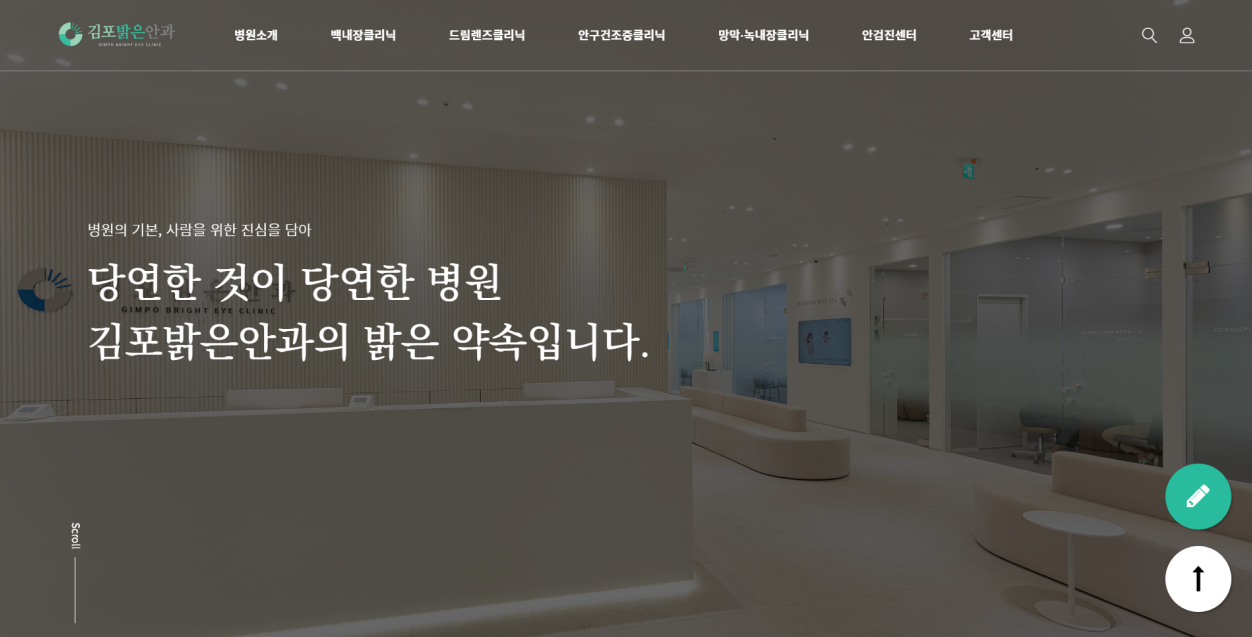 김포밝은안과
GIMPO BRIGHT EYE CLINIC
병원소개
백내장클리닉
드림렌즈클리닉
안구건조증클리닉
망막·녹내장클리닉
안검진센터
고객센터
병원의 기본, 사람을 위한 진심을 담아
당연한 것이 당연한 병원
GIMPO BRIGHT EYE CLINIC
김포밝은안과의 밝은 약속입니다.
Scroll